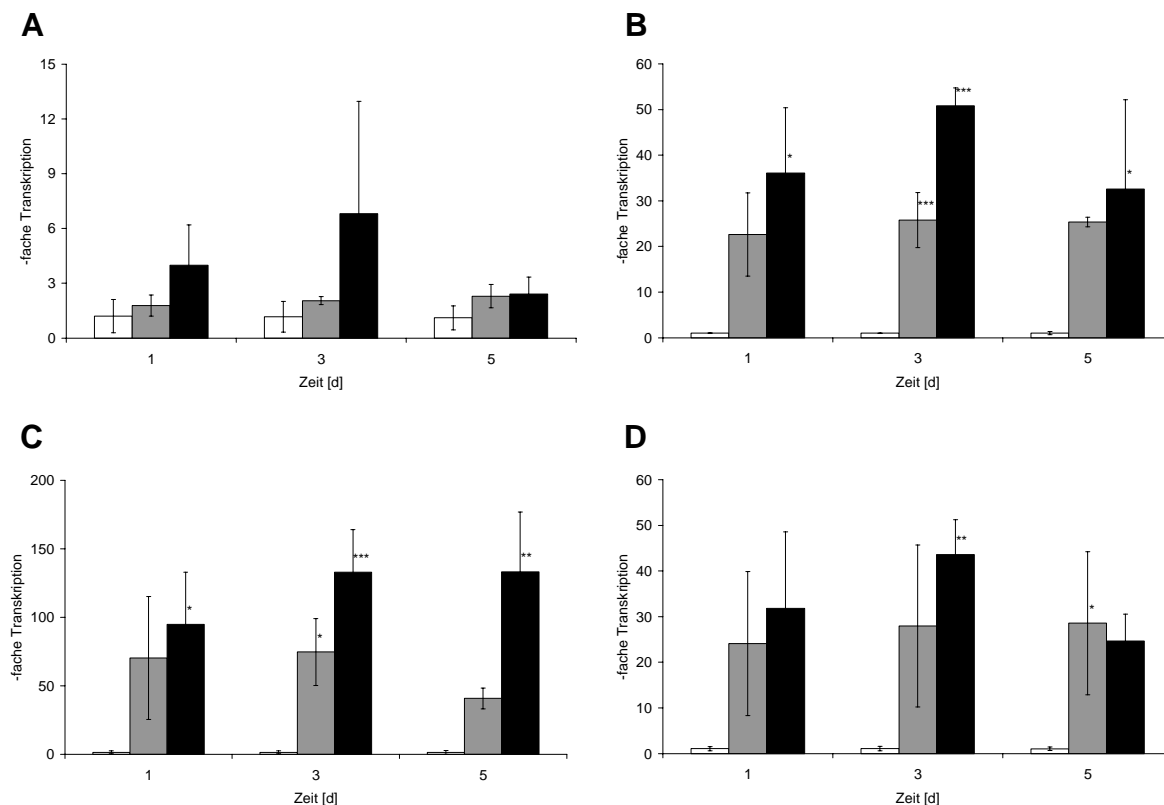 A
-fache Transkription
15
12
9
6
3
0
1 3 5
Zeit [d]
B
-fache Transkription
60
50
40
30
20
10
0
*
***
***
*
1 3 5
Zeit [d]
C
-fache Transkription
200
150
100
50
0
*
*
***
**
1 3 5
Zeit [d]
D
-fache Transkription
60
50
40
30
20
10
0
**
*
1 3 5
Zeit [d]